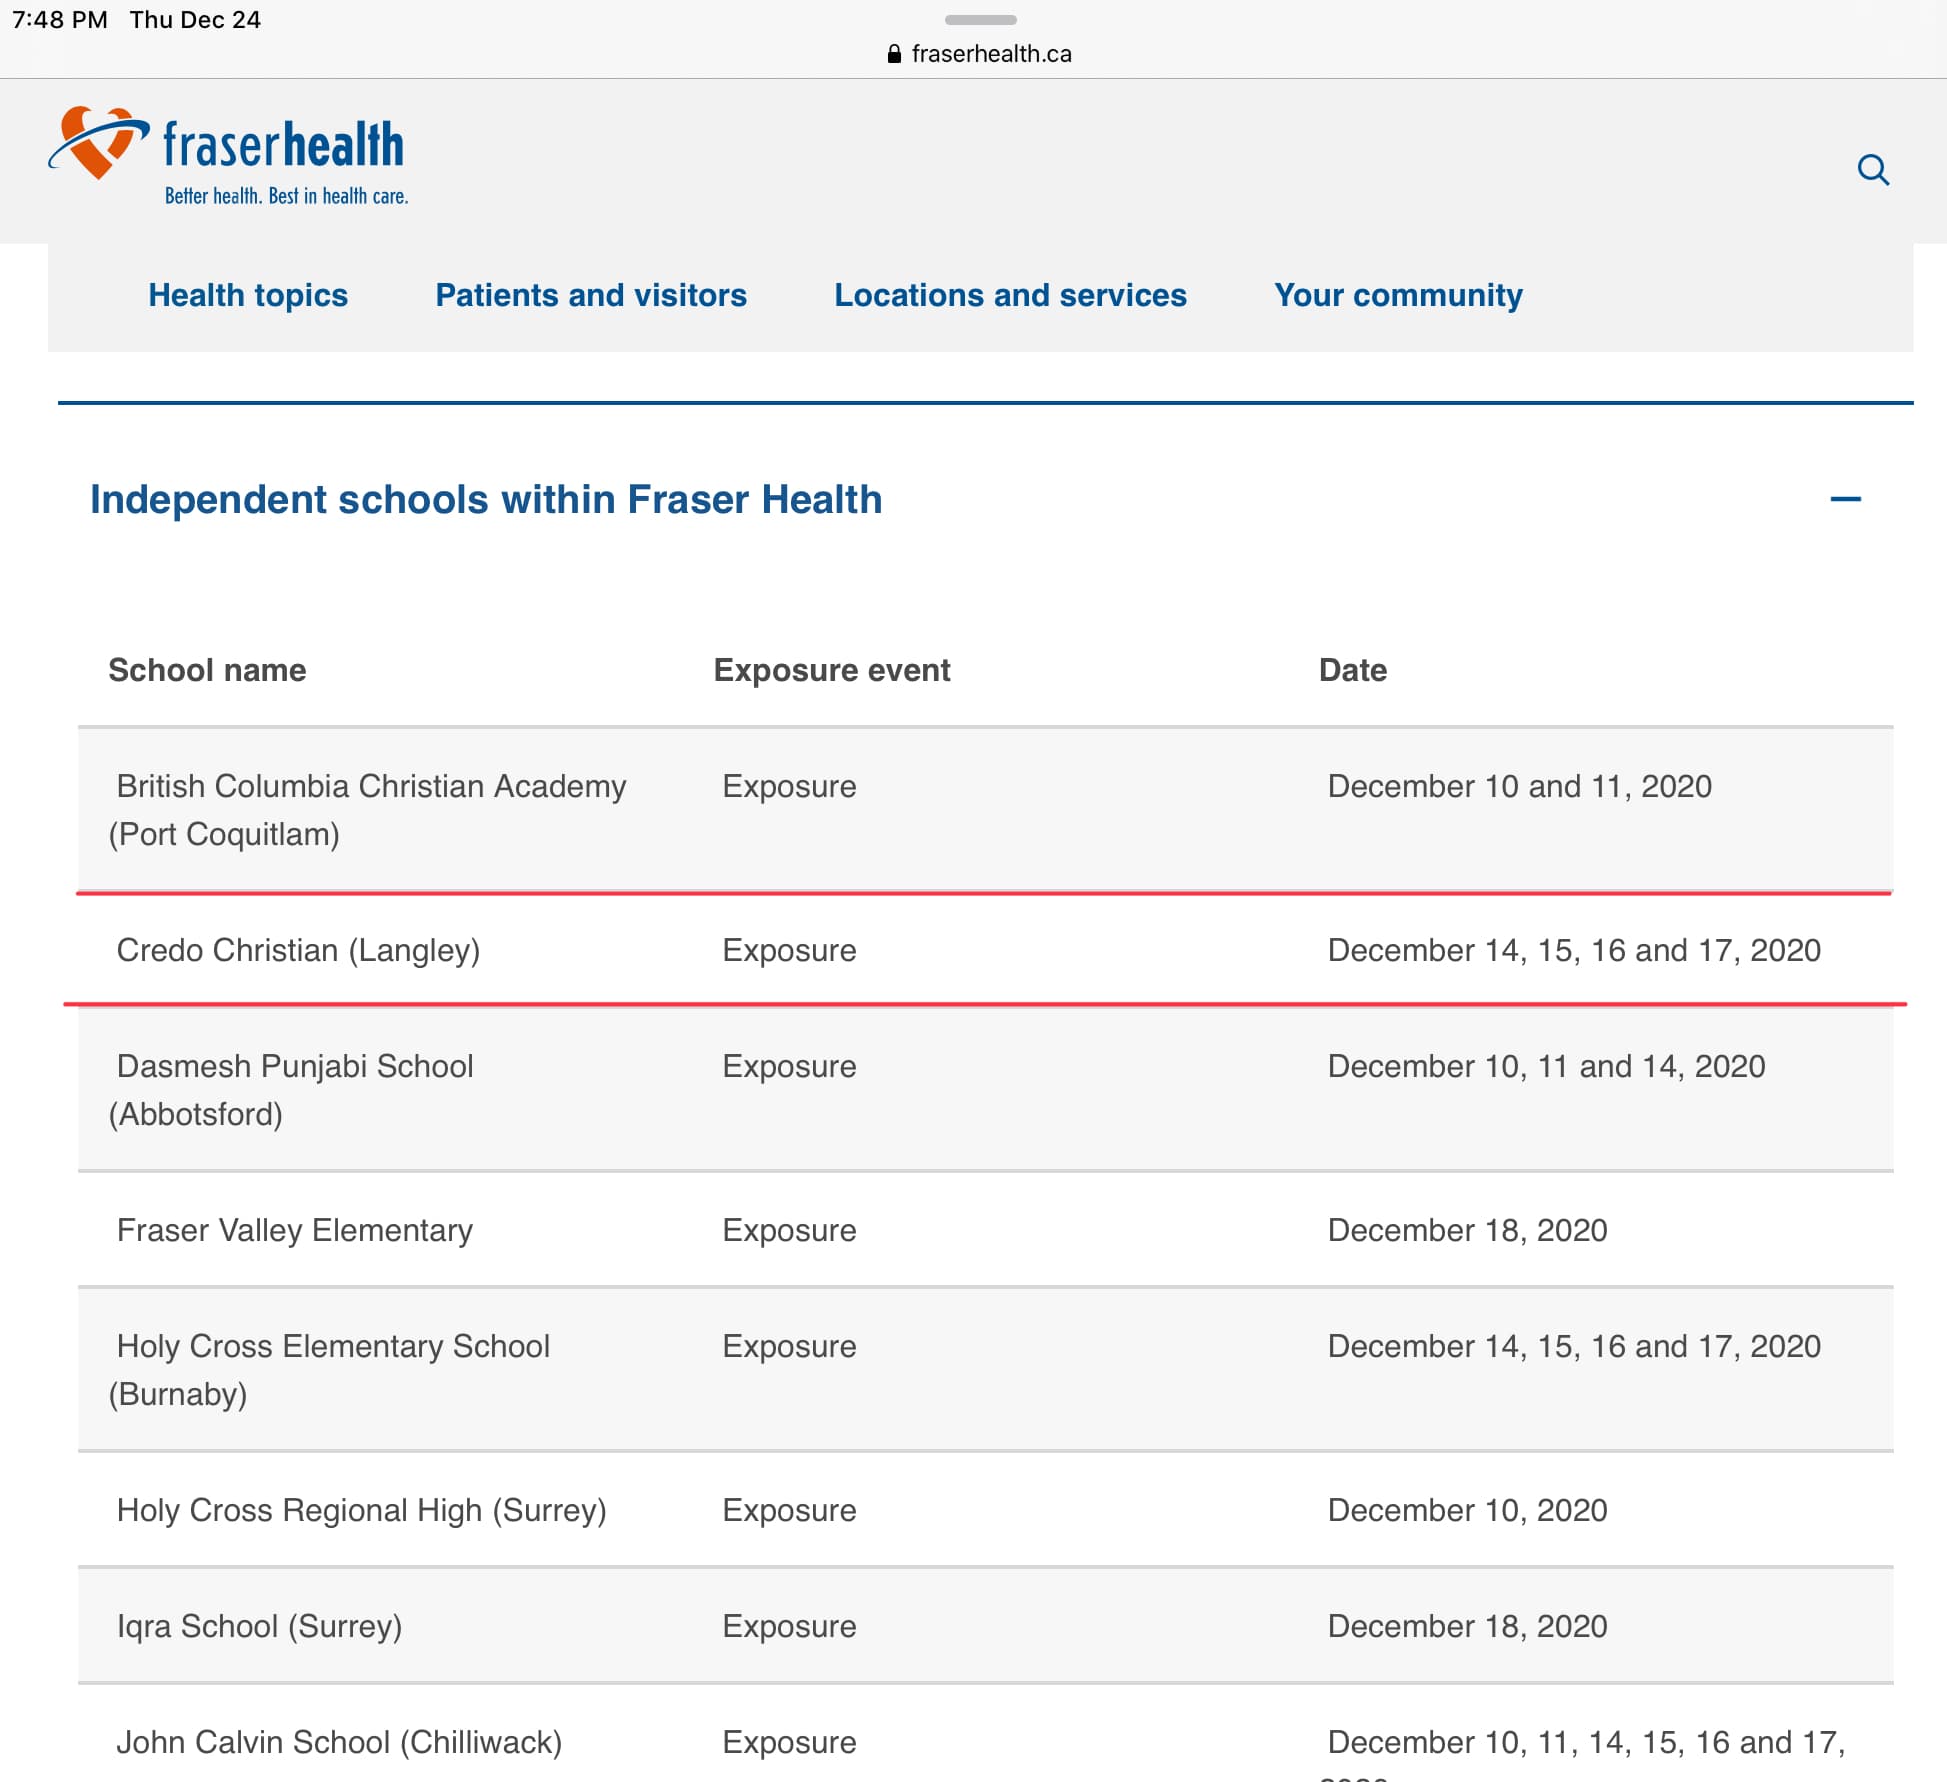 7:48 PM Thu Dec 24
fraserhealth.ca
fraserhealth
Better health. Best in health care.
Health topics Patients and visitors Locations and services Your community
Independent schools within Fraser Health
School name Exposure event Date
British Columbia Christian Academy Exposure December 10 and 11, 2020
(Port Coquitlam)
Credo Christian (Langley) Exposure December 14, 15, 16 and 17, 2020
Dasmesh Punjabi School Exposure December 10, 11 and 14, 2020
(Abbotsford)
Fraser Valley Elementary Exposure December 18, 2020
Holy Cross Elementary School Exposure December 14, 15, 16 and 17, 2020
(Burnaby)
Holy Cross Regional High (Surrey) Exposure December 10, 2020
Iqra School (Surrey) Exposure December 18, 2020
John Calvin School (Chilliwack) Exposure December 10, 11, 14, 15, 16 and 17,